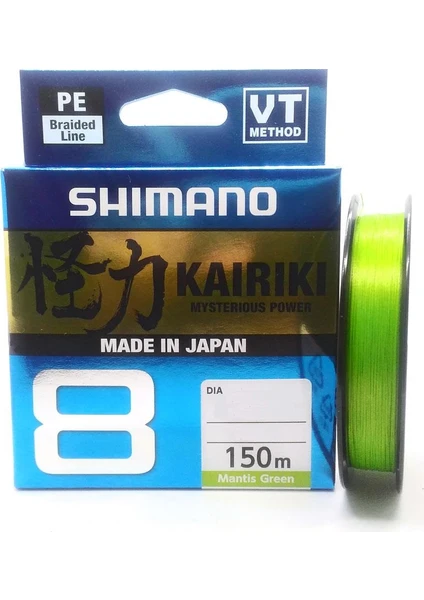 PE
Braided
Line
VT
METHOD
SHIMANO
怪力 KAIRIKI
MYSTERIOUS POWER
MADE IN JAPAN
8
DIA
150m
Mantis Green